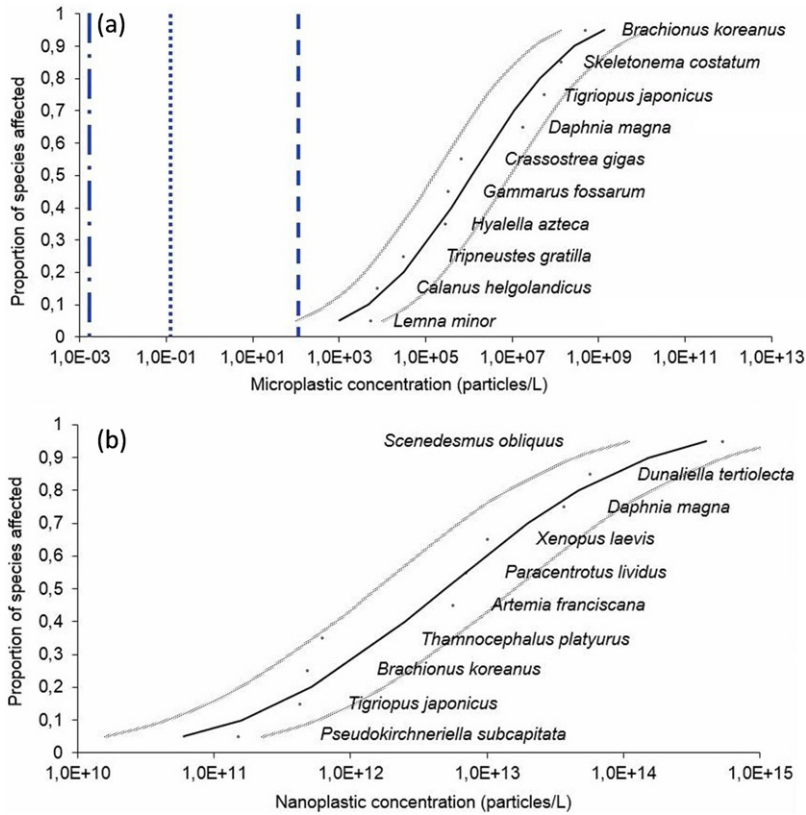 (a)
Proportion of species affected
1
0,9
0,8
0,7
0,6
0,5
0,4
0,3
0,2
0,1
0
Brachionus koreanus
Skeletonema costatum
Tigriopus japonicus
Daphnia magna
Crassostrea gigas
Gammarus fossarum
Hyalella azteca
Tripneustes gratilla
Calanus helgolandicus
Lemna minor
1,0E-03 1,0E-01 1,0E+01 1,0E+03 1,0E+05 1,0E+07 1,0E+09 1,0E+11 1,0E+13
Microplastic concentration (particles/L)
(b)
Proportion of species affected
1
0,9
0,8
0,7
0,6
0,5
0,4
0,3
0,2
0,1
0
Scenedesmus obliquus
Dunaliella tertiolecta
Daphnia magna
Xenopus laevis
Paracentrotus lividus
Artemia franciscana
Thamnocephalus platyurus
Brachionus koreanus
Tigriopus japonicus
Pseudokirchneriella subcapitata
1,0E+10 1,0E+11 1,0E+12 1,0E+13 1,0E+14 1,0E+15
Nanoplastic concentration (particles/L)